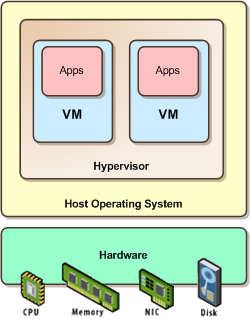 Apps Apps
VM VM
Hypervisor
Host Operating System
Hardware
CPU Memory NIC Disk